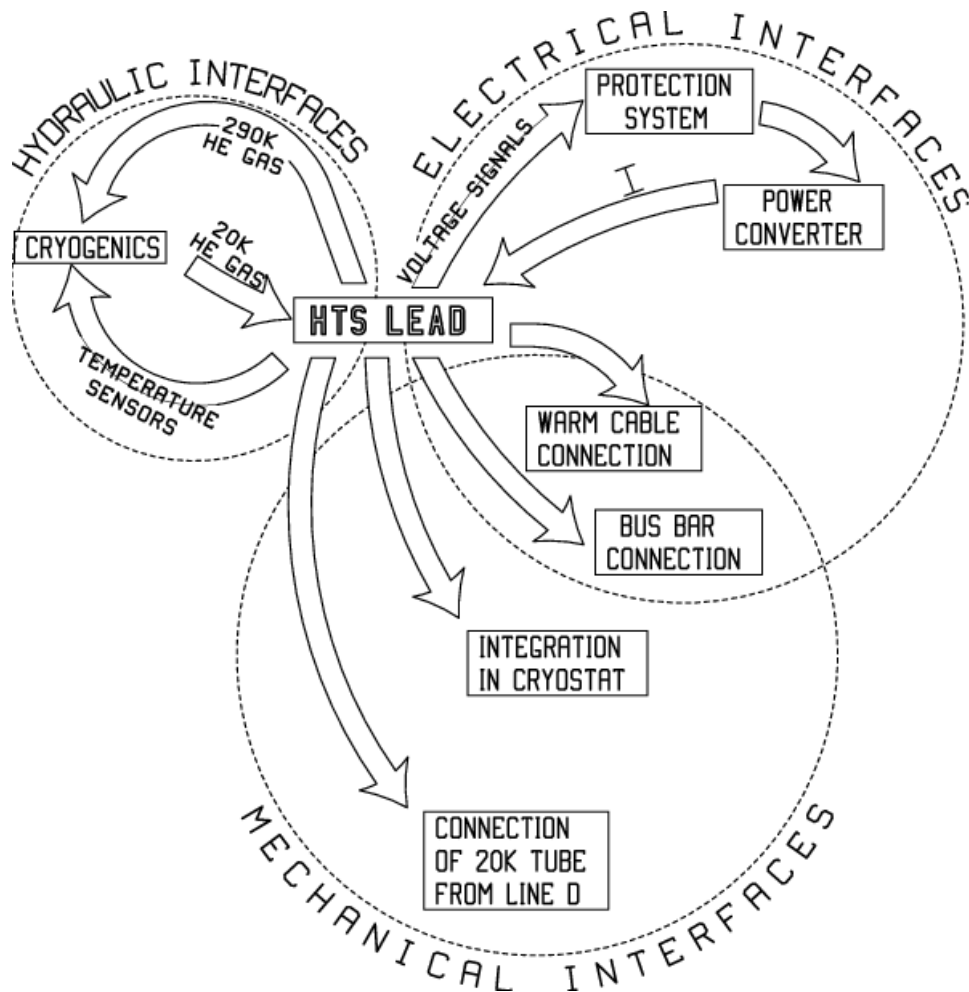 HYDRAULIC INTERFACES
ELECTRICAL INTERFACES
290K
HE GAS
CRYOGENICS
20K
HE GAS
TEMPERATURE
SENSORS
HTS LEAD
VOLTAGE SIGNALS
PROTECTION
SYSTEM
I
POWER
CONVERTER
WARM CABLE
CONNECTION
BUS BAR
CONNECTION
INTEGRATION
IN CRYOSTAT
CONNECTION
OF 20K TUBE
FROM LINE D
MECHANICAL INTERFACES